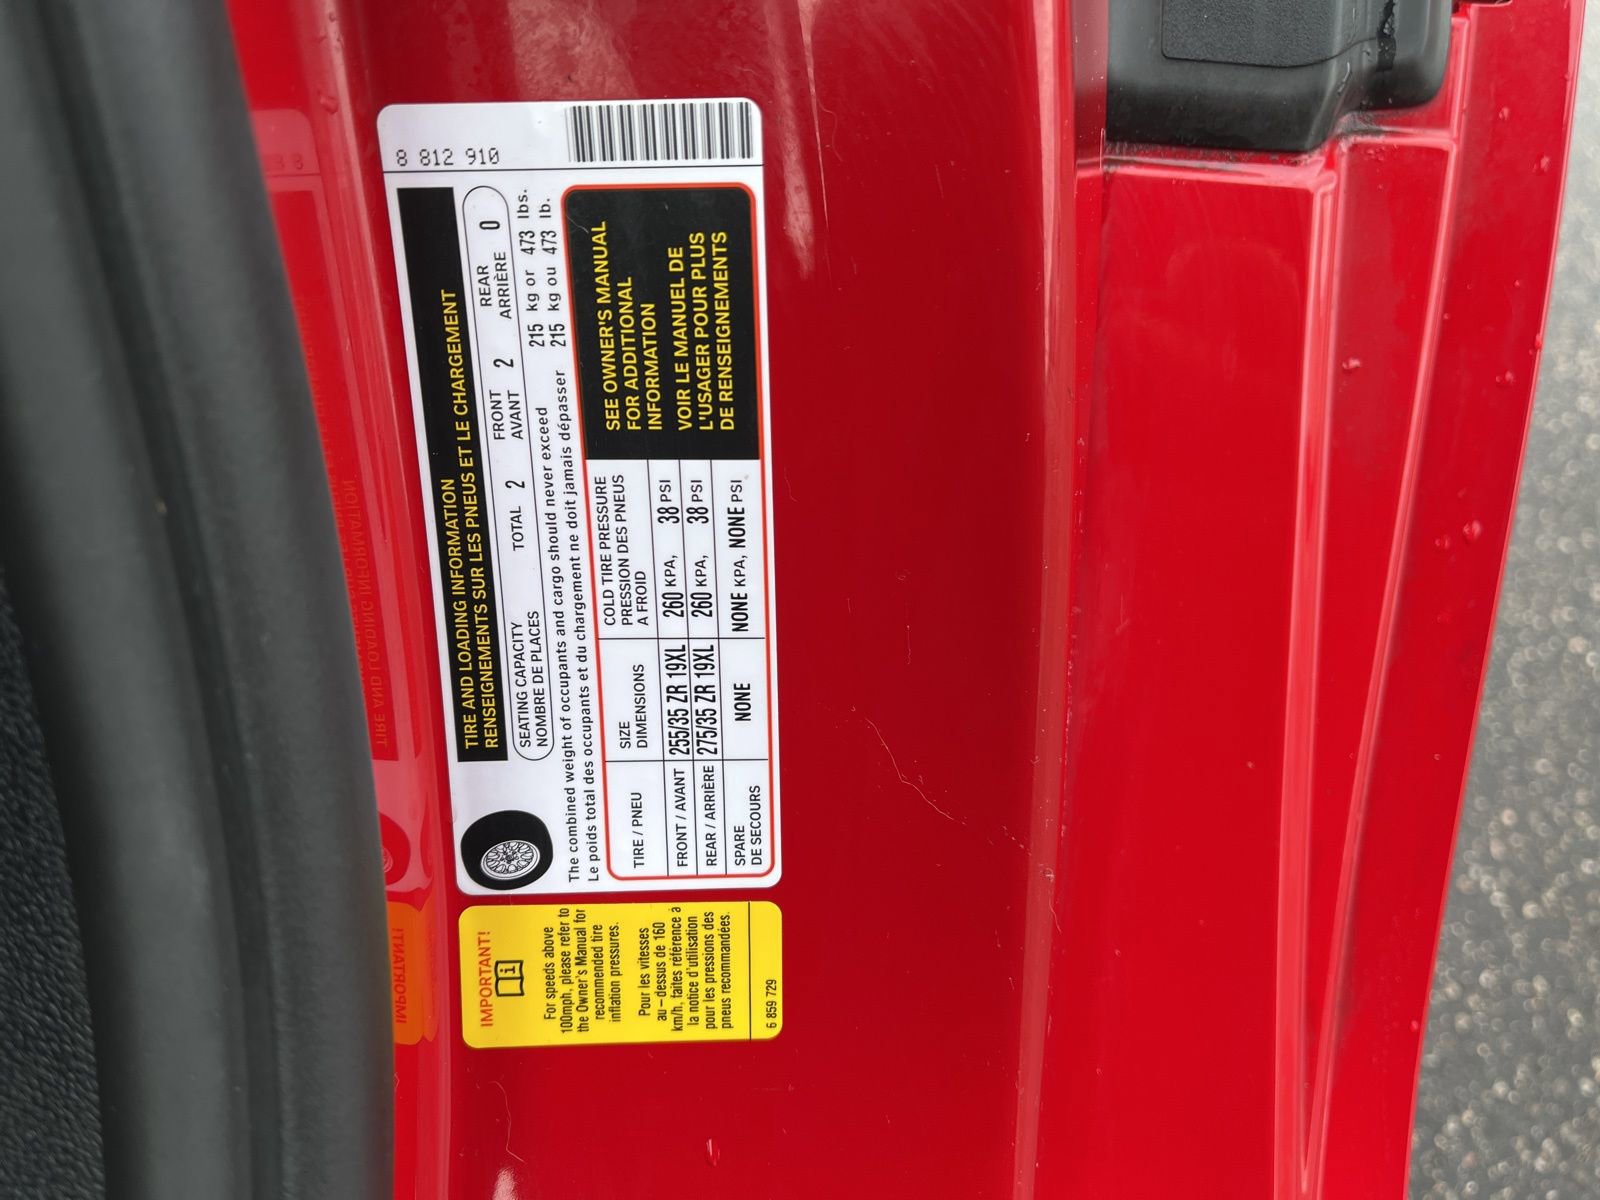 8 812 910
TIRE AND LOADING INFORMATION
RENSEIGNEMENTS SUR LES PNEUS ET LE CHARGEMENT
SEATING CAPACITY
NOMBRE DE PLACES
TOTAL 2
FRONT
AVANT 2
REAR
ARRIÈRE 0
The combined weight of occupants and cargo should never exceed 215 kg or 473 lbs.
Le poids total des occupants et du chargement ne doit jamais dépasser 215 kg ou 473 lb.
TIRE / PNEU
SIZE
DIMENSIONS
COLD TIRE PRESSURE
PRESSION DES PNEUS
A FROID
FRONT / AVANT 255/35 ZR 19XL 260 KPA, 38 PSI
REAR / ARRIÈRE 275/35 ZR 19XL 260 KPA, 38 PSI
SPARE
DE SECOURS NONE NONE KPA, NONE PSI
SEE OWNER'S MANUAL
FOR ADDITIONAL
INFORMATION
VOIR LE MANUEL DE
L'USAGER POUR PLUS
DE RENSEIGNEMENTS
IMPORTANT!
For speeds above
100mph, please refer to
the Owner's Manual for
recommended tire
inflation pressures.
Pour les vitesses
au-dessus de 160
km/h, faites référence à
la notice d'utilisation
pour les pressions des
pneus recommandées.
6 859 729